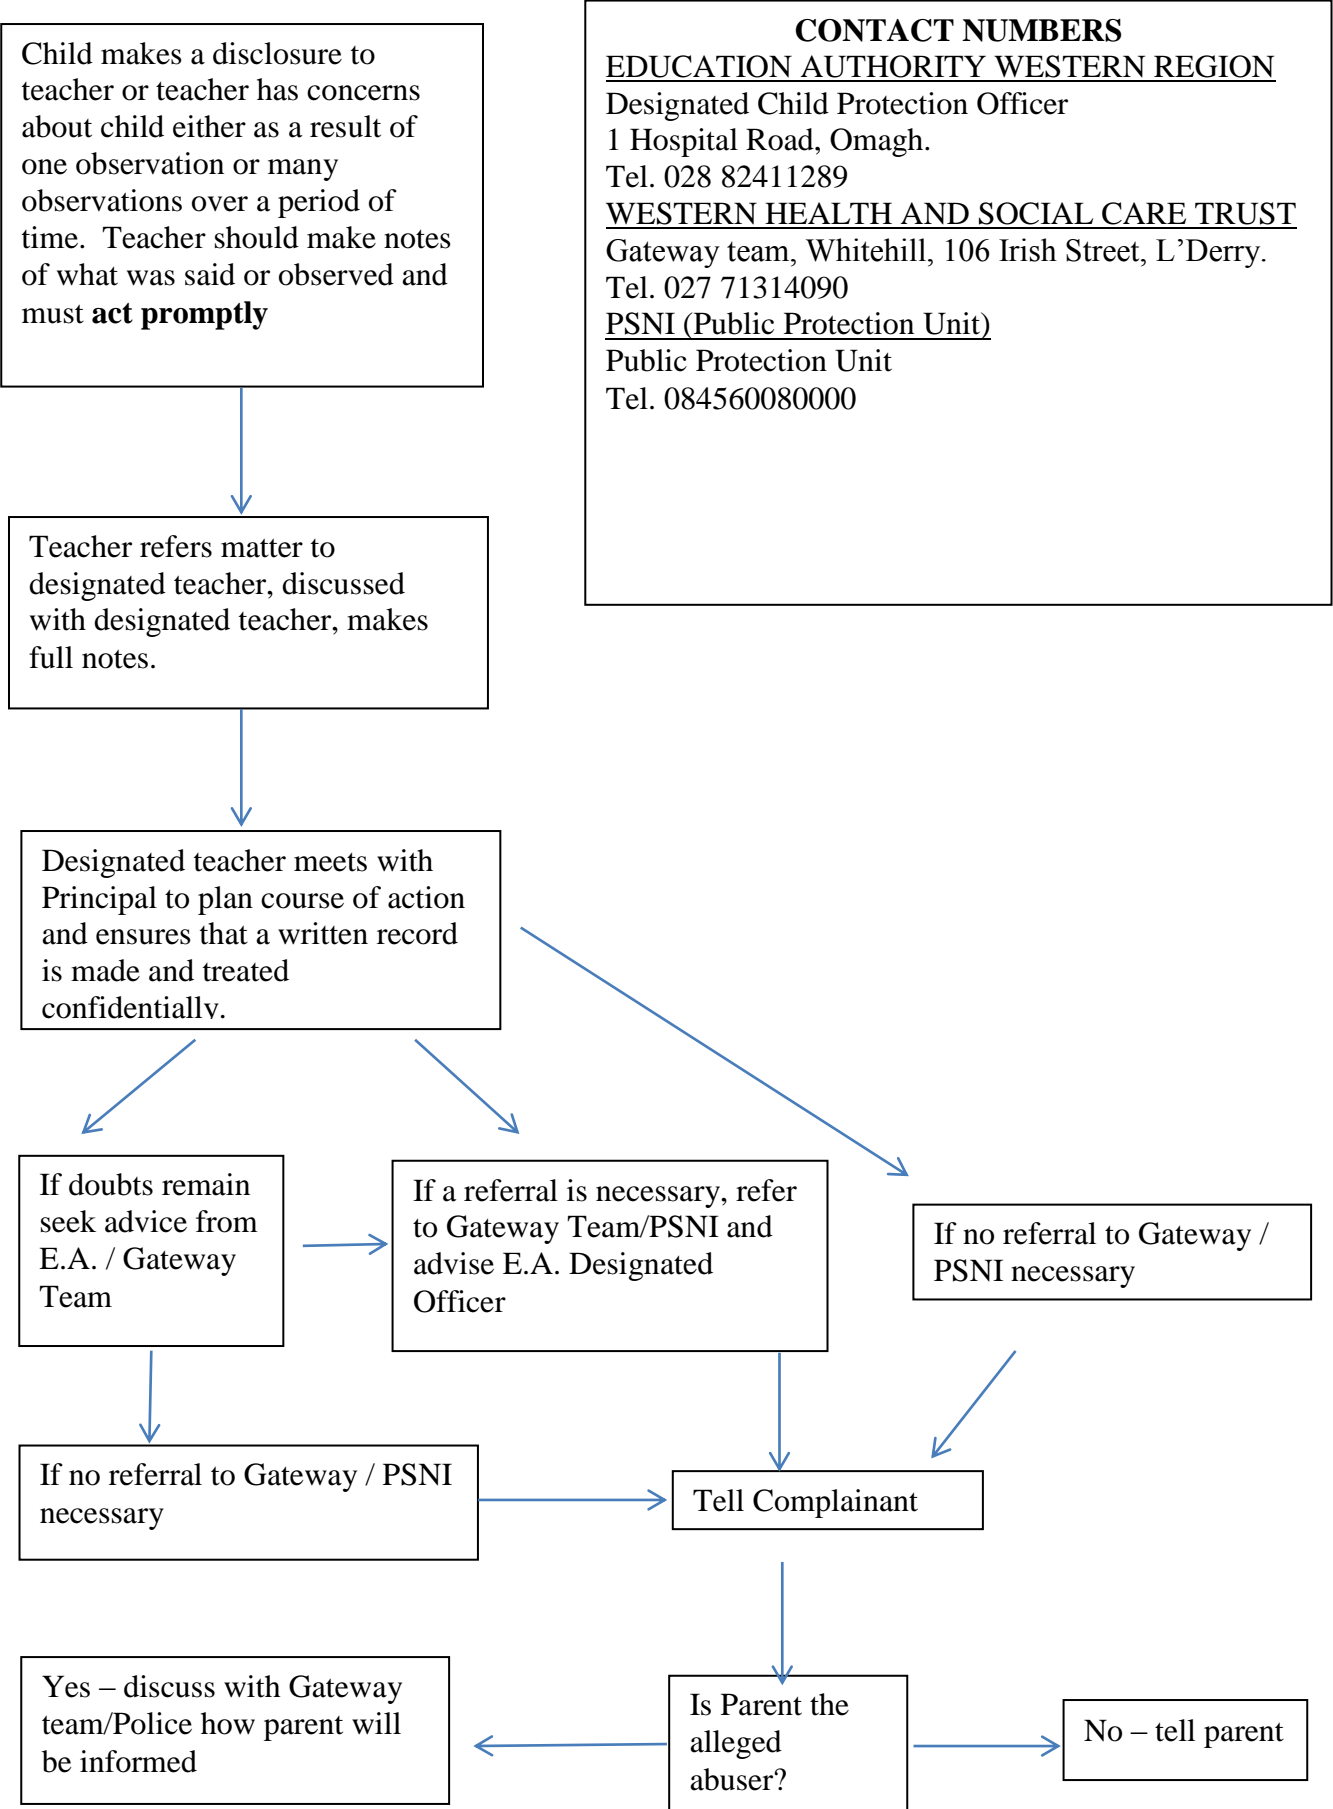 Child makes a disclosure to
teacher or teacher has concerns
about child either as a result of
one observation or many
observations over a period of
time.  Teacher should make notes
of what was said or observed and
must act promptly
CONTACT NUMBERS
EDUCATION AUTHORITY WESTERN REGION
Designated Child Protection Officer
1 Hospital Road, Omagh.
Tel. 028 82411289
WESTERN HEALTH AND SOCIAL CARE TRUST
Gateway team, Whitehill, 106 Irish Street, L’Derry.
Tel. 027 71314090
PSNI (Public Protection Unit)
Public Protection Unit
Tel. 084560080000
Teacher refers matter to
designated teacher, discussed
with designated teacher, makes
full notes.
Designated teacher meets with
Principal to plan course of action
and ensures that a written record
is made and treated
confidentially.
If doubts remain
seek advice from
E.A. / Gateway
Team
If a referral is necessary, refer
to Gateway Team/PSNI and
advise E.A. Designated
Officer
If no referral to Gateway /
PSNI necessary
If no referral to Gateway / PSNI
necessary
Tell Complainant
Yes – discuss with Gateway
team/Police how parent will
be informed
Is Parent the
alleged
abuser?
No – tell parent